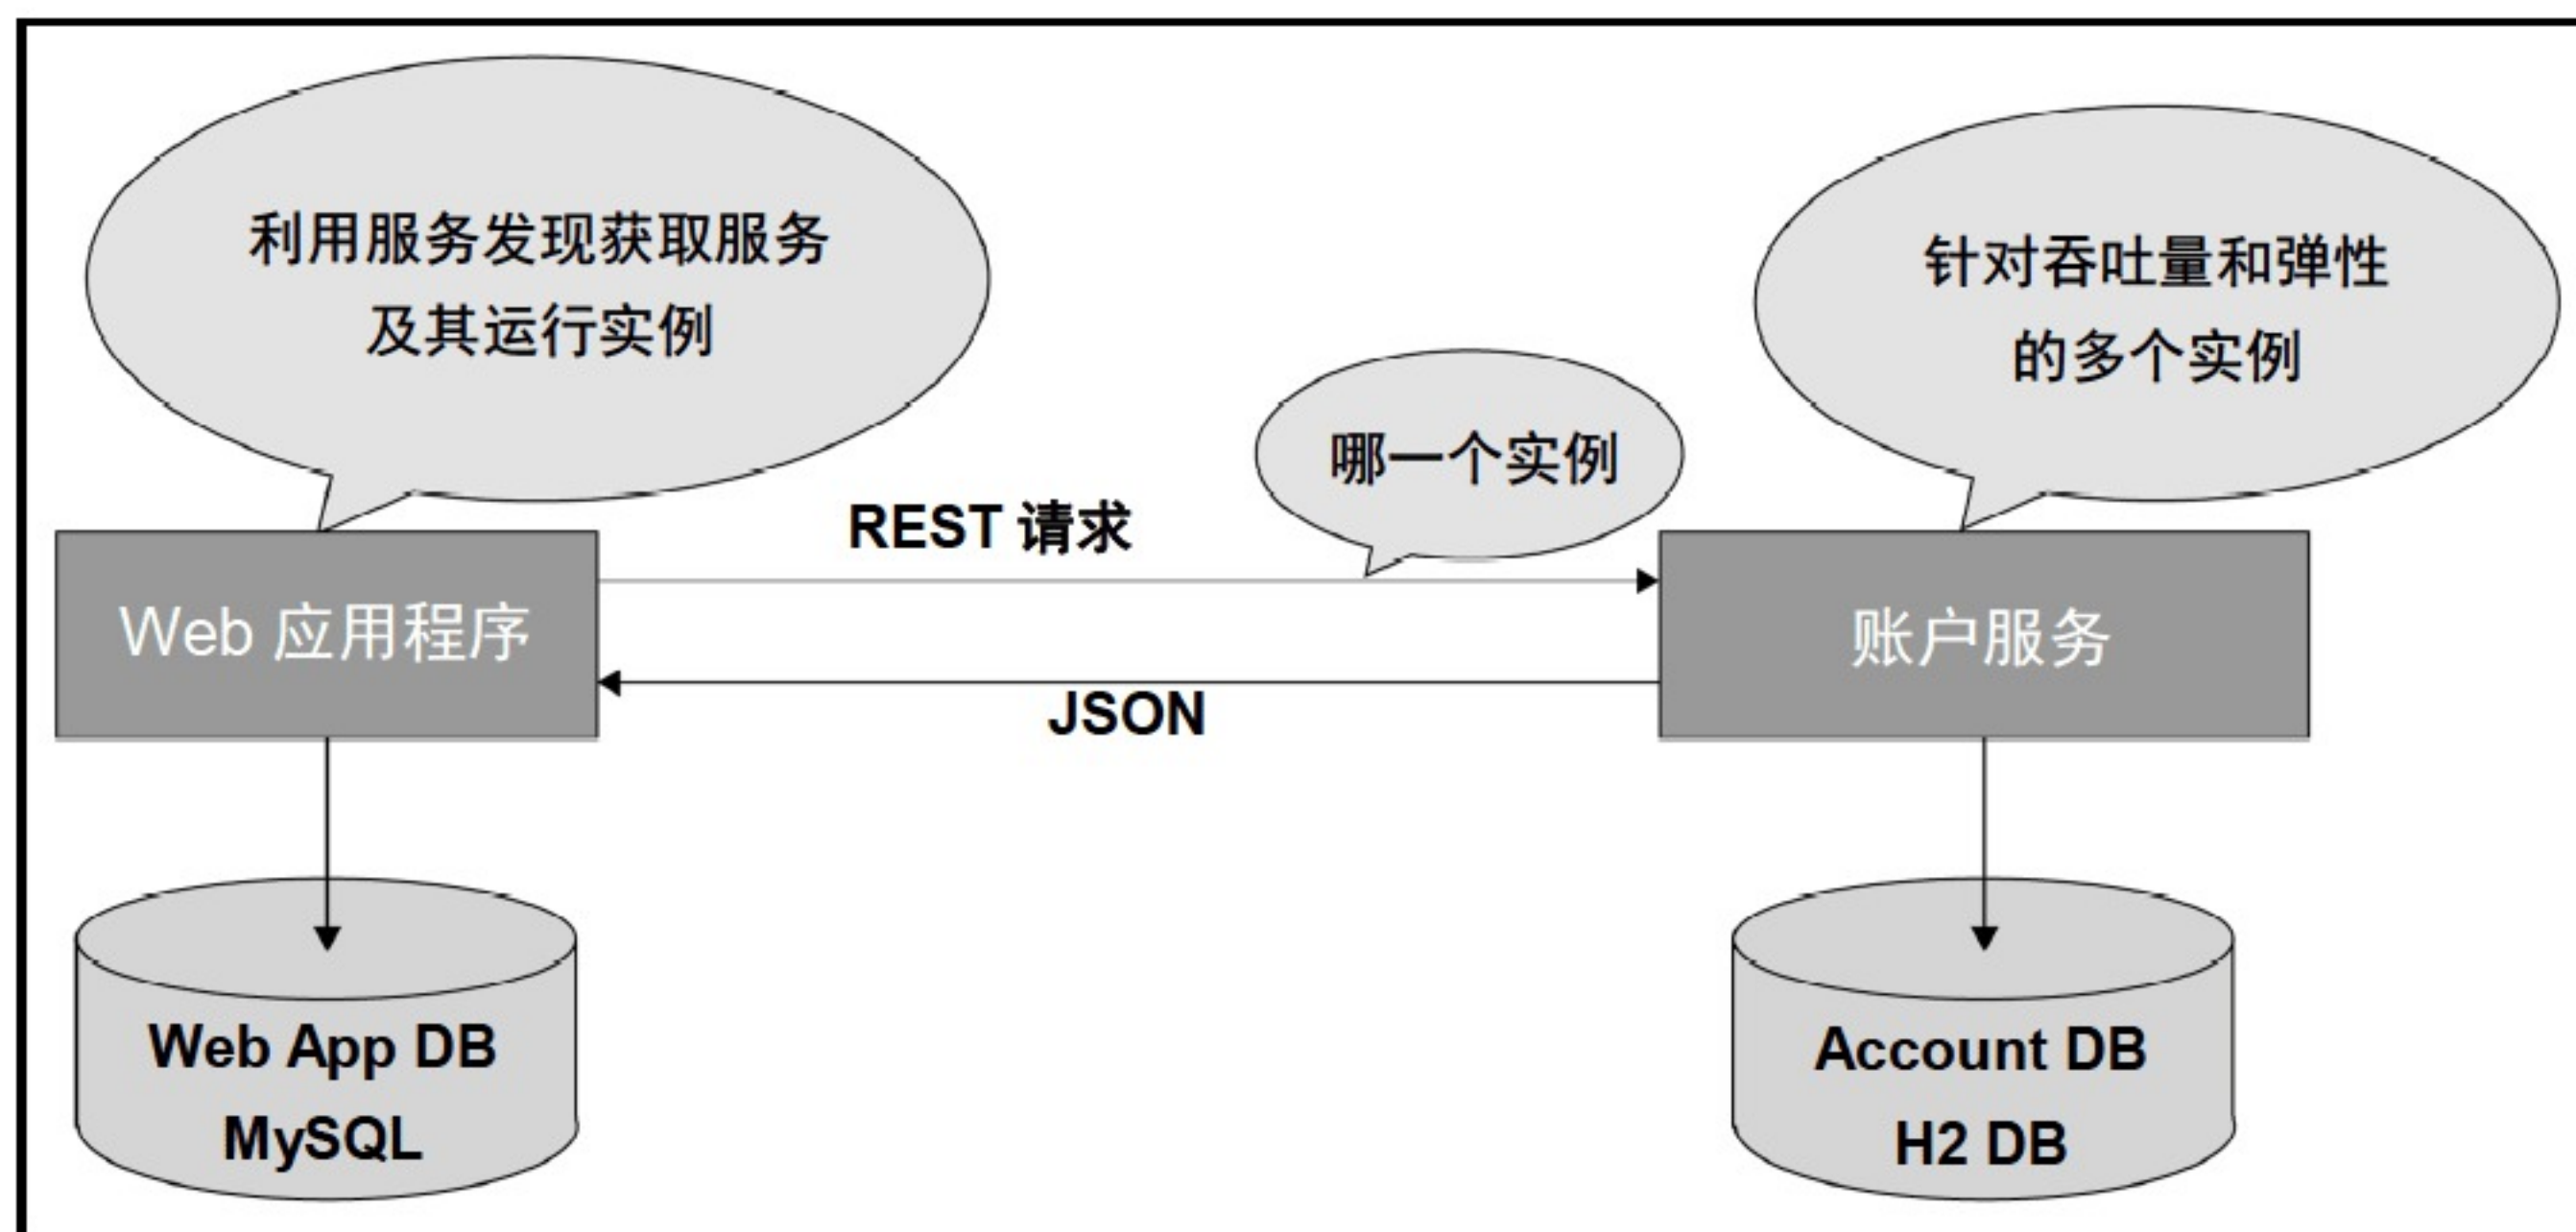 利用服务发现获取服务
及其运行实例
针对吞吐量和弹性
的多个实例
哪一个实例
REST 请求
Web 应用程序
账户服务
JSON
Web App DB
MySQL
Account DB
H2 DB